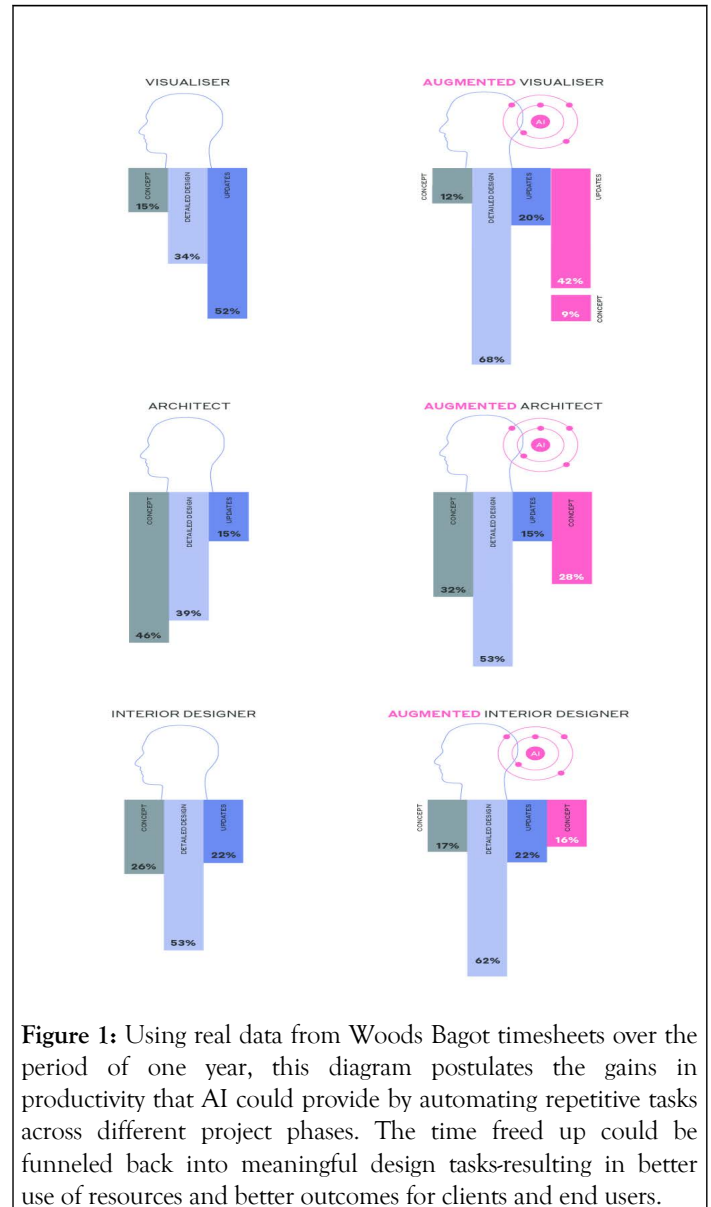 VISUALISER
CONCEPT
15%
DETAILED DESIGN
34%
UPDATES
52%
AUGMENTED VISUALISER
AI
CONCEPT
12%
DETAILED DESIGN
68%
UPDATES
20%
UPDATES
42%
9%
CONCEPT
ARCHITECT
CONCEPT
46%
DETAILED DESIGN
39%
UPDATES
15%
AUGMENTED ARCHITECT
AI
CONCEPT
32%
DETAILED DESIGN
53%
UPDATES
15%
CONCEPT
28%
INTERIOR DESIGNER
CONCEPT
26%
DETAILED DESIGN
53%
UPDATES
22%
AUGMENTED INTERIOR DESIGNER
AI
CONCEPT
17%
DETAILED DESIGN
62%
UPDATES
22%
CONCEPT
16%
Figure 1: Using real data from Woods Bagot timesheets over the
period of one year, this diagram postulates the gains in
productivity that AI could provide by automating repetitive tasks
across different project phases. The time freed up could be
funneled back into meaningful design tasks-resulting in better
use of resources and better outcomes for clients and end users.